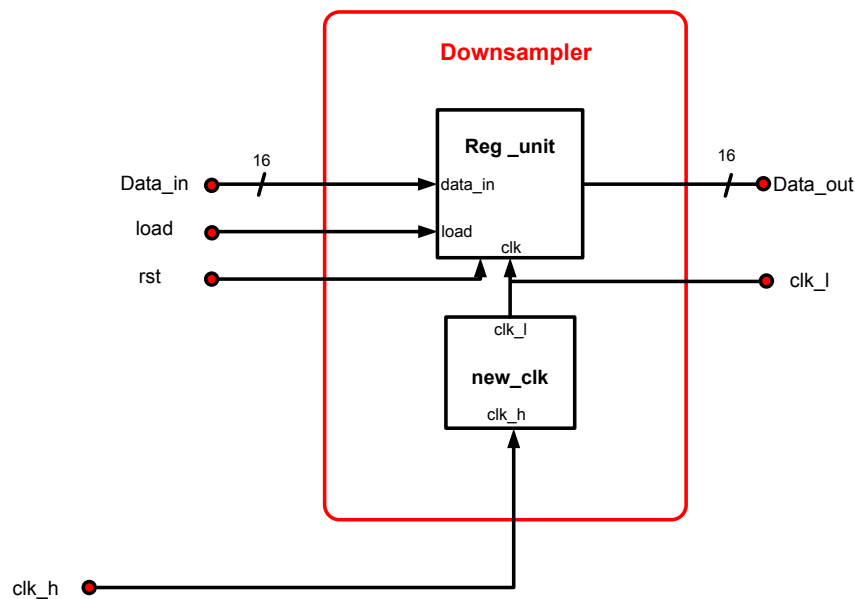 Downsampler
Reg _unit
16
16
Data_in
data_in
Data_out
load
load
clk
rst
clk_l
clk_l
new_clk
clk_h
clk_h